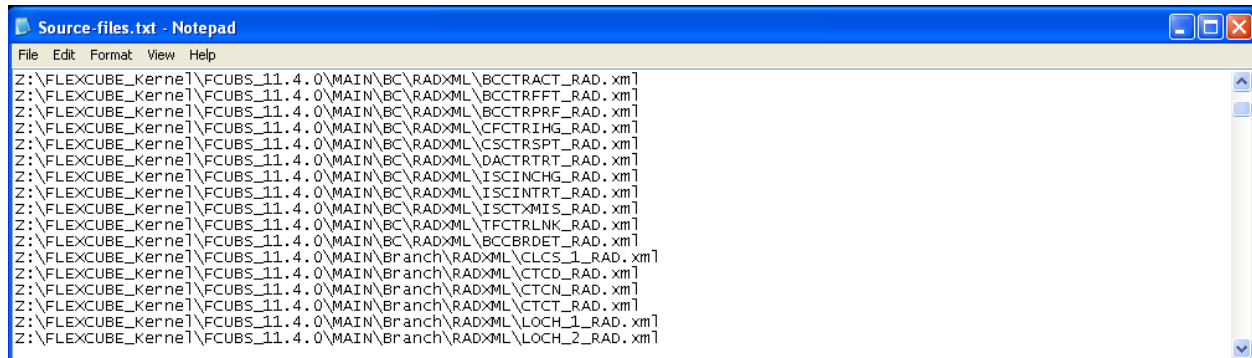 Source-files.txt - Notepad
File Edit Format View Help
Z:\FLEXCUBE_Kernel\FCUBS_11.4.0\MAIN\BC\RADXML\BCCTRACT_RAD.xml
Z:\FLEXCUBE_Kernel\FCUBS_11.4.0\MAIN\BC\RADXML\BCCTRFFT_RAD.xml
Z:\FLEXCUBE_Kernel\FCUBS_11.4.0\MAIN\BC\RADXML\BCCTRPRF_RAD.xml
Z:\FLEXCUBE_Kernel\FCUBS_11.4.0\MAIN\BC\RADXML\CFCTRIHG_RAD.xml
Z:\FLEXCUBE_Kernel\FCUBS_11.4.0\MAIN\BC\RADXML\CSCTRSPT_RAD.xml
Z:\FLEXCUBE_Kernel\FCUBS_11.4.0\MAIN\BC\RADXML\DACTRTRT_RAD.xml
Z:\FLEXCUBE_Kernel\FCUBS_11.4.0\MAIN\BC\RADXML\ISCINCHG_RAD.xml
Z:\FLEXCUBE_Kernel\FCUBS_11.4.0\MAIN\BC\RADXML\ISCINTRT_RAD.xml
Z:\FLEXCUBE_Kernel\FCUBS_11.4.0\MAIN\BC\RADXML\ISCTXMIS_RAD.xml
Z:\FLEXCUBE_Kernel\FCUBS_11.4.0\MAIN\BC\RADXML\TFCTRLNK_RAD.xml
Z:\FLEXCUBE_Kernel\FCUBS_11.4.0\MAIN\BC\RADXML\BCCBRDET_RAD.xml
Z:\FLEXCUBE_Kernel\FCUBS_11.4.0\MAIN\Branch\RADXML\CLCS_1_RAD.xml
Z:\FLEXCUBE_Kernel\FCUBS_11.4.0\MAIN\Branch\RADXML\CTCD_RAD.xml
Z:\FLEXCUBE_Kernel\FCUBS_11.4.0\MAIN\Branch\RADXML\CTCN_RAD.xml
Z:\FLEXCUBE_Kernel\FCUBS_11.4.0\MAIN\Branch\RADXML\CTCT_RAD.xml
Z:\FLEXCUBE_Kernel\FCUBS_11.4.0\MAIN\Branch\RADXML\LOCH_1_RAD.xml
Z:\FLEXCUBE_Kernel\FCUBS_11.4.0\MAIN\Branch\RADXML\LOCH_2_RAD.xml